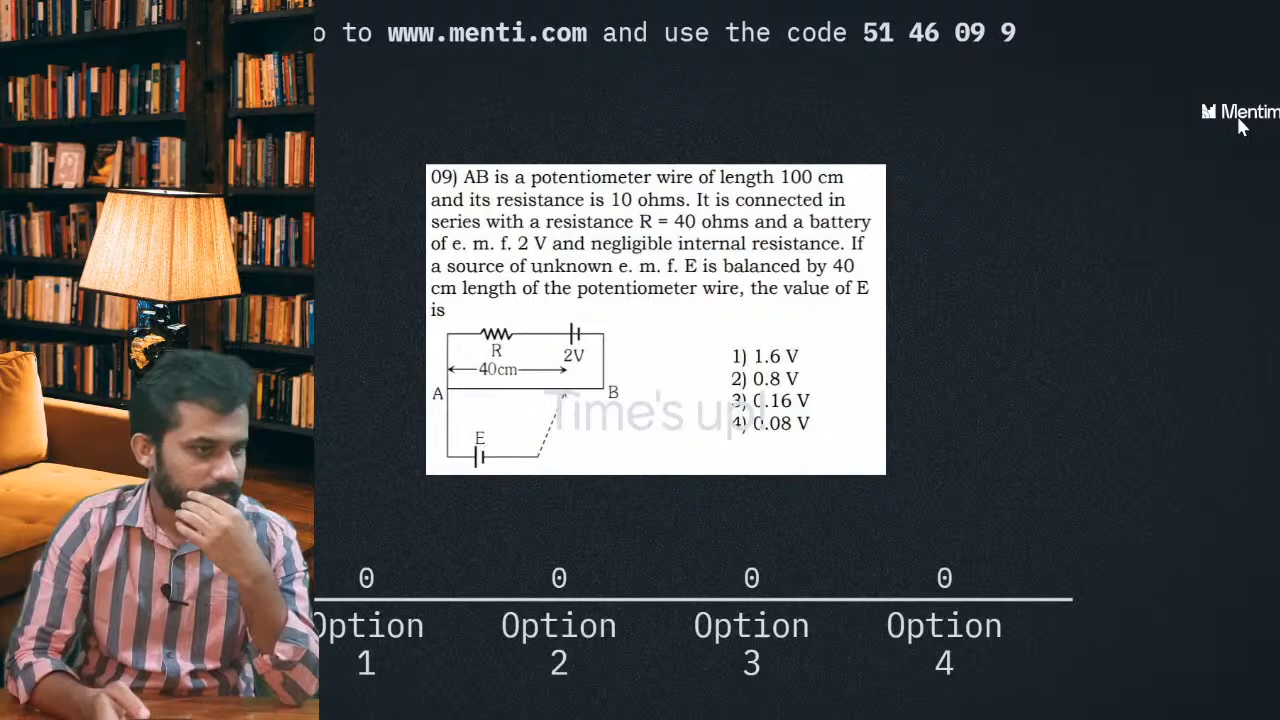 o to www.menti.com and use the code 51 46 09 9
Mentim
09) AB is a potentiometer wire of length 100 cm
and its resistance is 10 ohms. It is connected in
series with a resistance R = 40 ohms and a battery
of e. m. f. 2 V and negligible internal resistance. If
a source of unknown e. m. f. E is balanced by 40
cm length of the potentiometer wire, the value of E
is
R
2V
40cm
A
B
E
1) 1.6 V
2) 0.8 V
3) 0.16 V
4) 0.08 V
Time's up!
0 0 0 0
Option Option Option Option
1 2 3 4